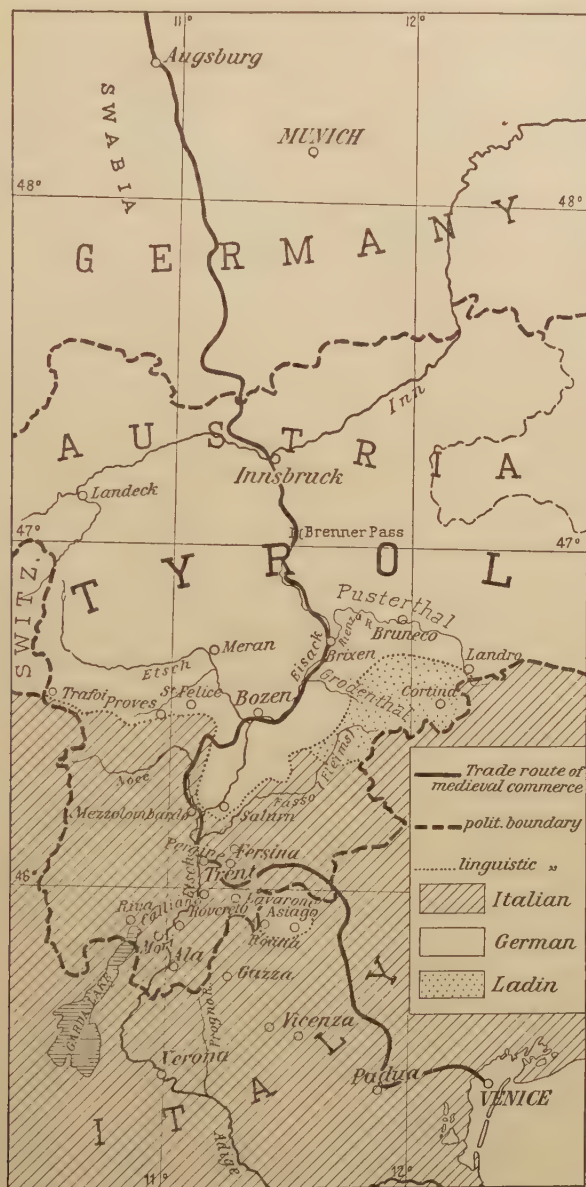 11° 12°
Augsburg
SWABIA
MUNICH
48° 48°
GERMANY
AUSTRIA
Inn
Innsbruck
Landeck
47° Brenner Pass 47°
TYROL
SWITZ.
Pusterthal
Rienz R.
Bruneco
Meran
Eisack
Brixen
Landro
Etsch
Trafoi
Proves
St Felice
Bozen
Grodenthal
Cortina
Noce
Fasso
(Fleims)
Mezzolombardo
Salurn
Pergine
Fersina
46°
Trent
Etsch
Lavarone
Riva
Rovereto
Asiago
Mori
Ala
GARDA LAKE
Vicenza
Verona
Padua
VENICE
ITALY
Adige
11° 12°
Trade route of
medieval commerce
polit. boundary
linguistic "
Italian
German
Ladin